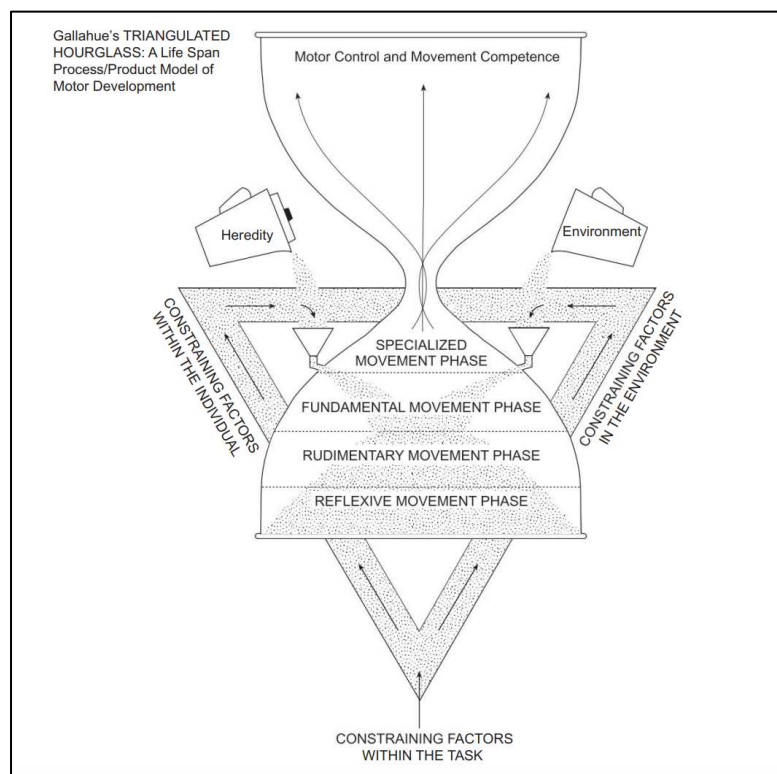 Gallahue's TRIANGULATED
HOURGLASS: A Life Span
Process/Product Model of
Motor Development
Motor Control and Movement Competence
Heredity
Environment
CONSTRAINING FACTORS
WITHIN THE INDIVIDUAL
CONSTRAINING FACTORS
IN THE ENVIRONMENT
SPECIALIZED
MOVEMENT PHASE
FUNDAMENTAL MOVEMENT PHASE
RUDIMENTARY MOVEMENT PHASE
REFLEXIVE MOVEMENT PHASE
CONSTRAINING FACTORS
WITHIN THE TASK